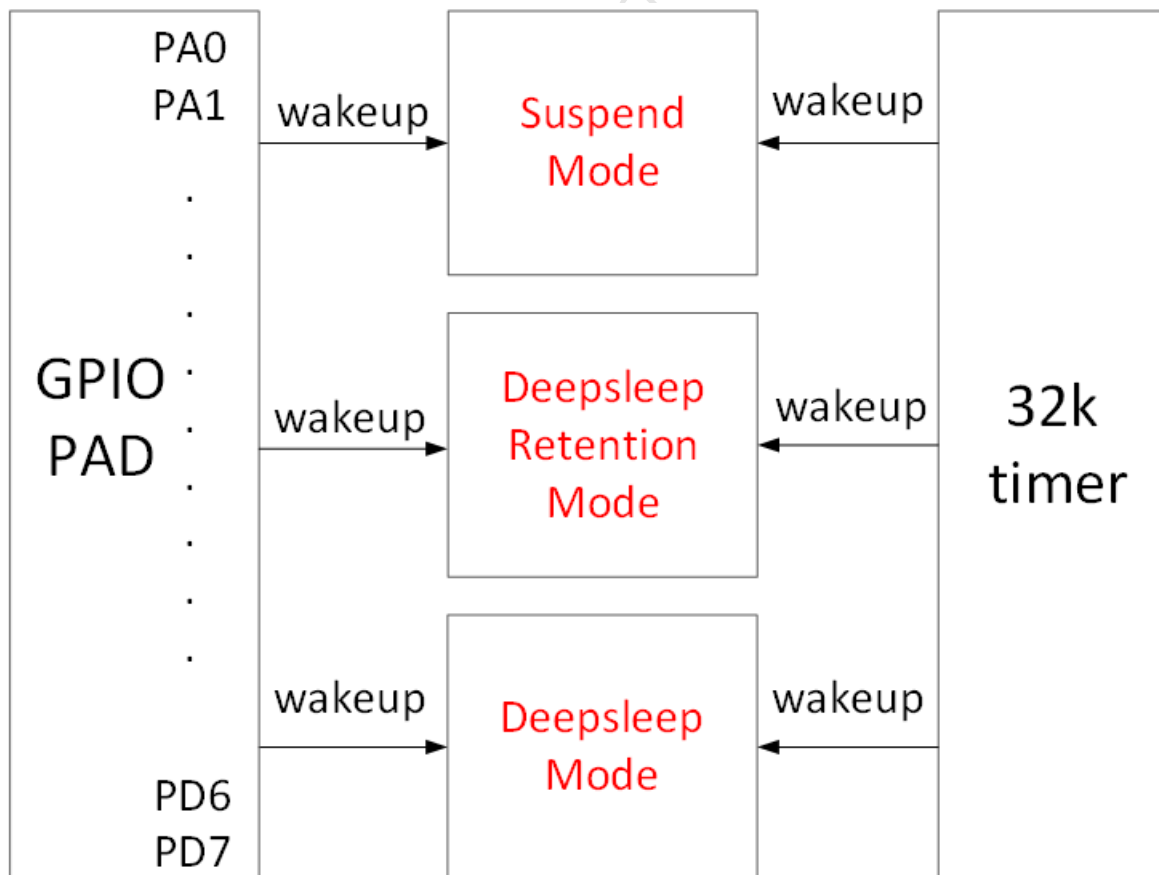 PA0
PA1
.
.
.
.
.
.
.
.
.
GPIO
PAD
PD6
PD7
wakeup
Suspend
Mode
wakeup
wakeup
Deepsleep
Retention
Mode
wakeup
wakeup
Deepsleep
Mode
wakeup
32k
timer